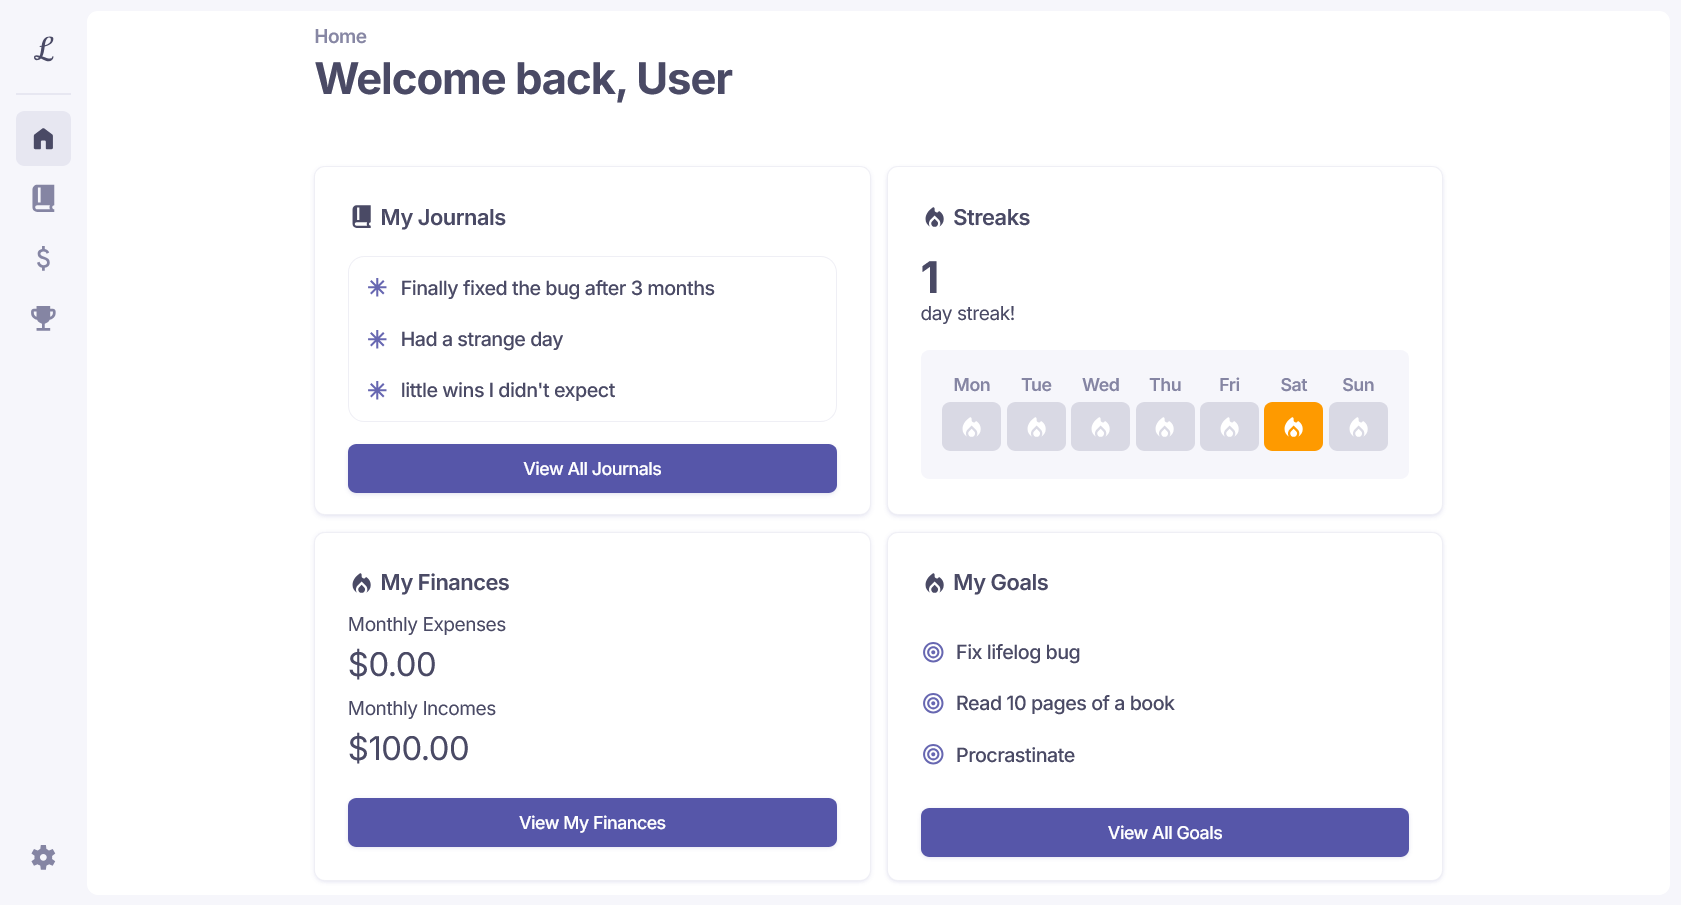 ℒ
Home
Welcome back, User
My Journals
Finally fixed the bug after 3 months
Had a strange day
little wins I didn't expect
View All Journals
Streaks
1
day streak!
Mon Tue Wed Thu Fri Sat Sun
My Finances
Monthly Expenses
$0.00
Monthly Incomes
$100.00
View My Finances
My Goals
Fix lifelog bug
Read 10 pages of a book
Procrastinate
View All Goals